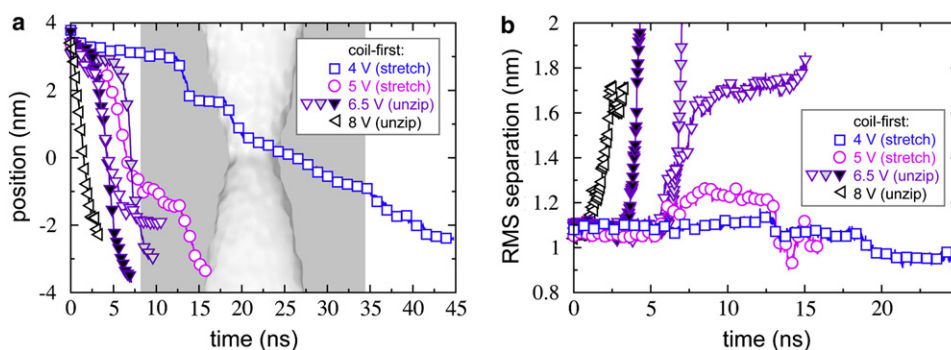 a
position (nm)
4
2
0
-2
-4
0 5 10 15 20 25 30 35 40 45
time (ns)
coil-first:
4 V (stretch)
5 V (stretch)
6.5 V (unzip)
8 V (unzip)
b
RMS separation (nm)
2
1.8
1.6
1.4
1.2
1
0.8
0 5 10 15 20
time (ns)
coil-first:
4 V (stretch)
5 V (stretch)
6.5 V (unzip)
8 V (unzip)